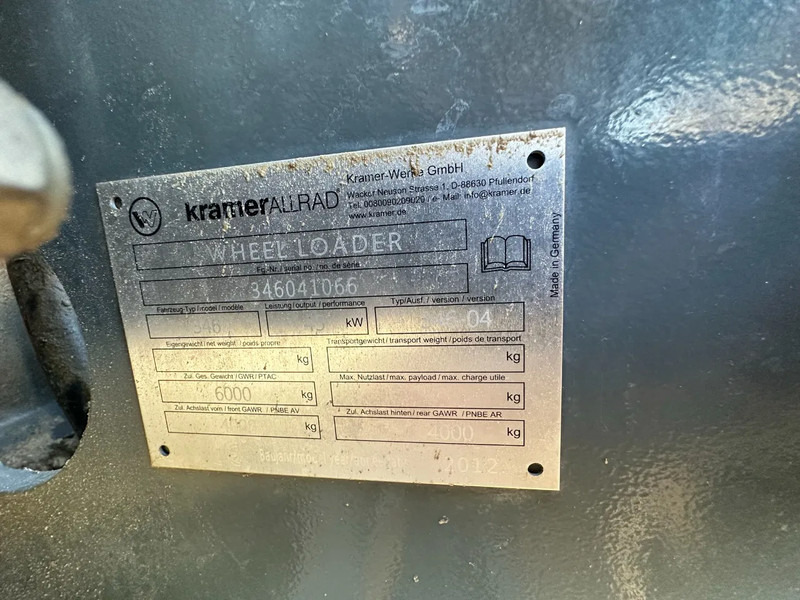 kramerALLRAD®
Kramer-Werke GmbH
Wacker Neuson Strasse 1, D-88630 Pfullendorf
Tel. 0080090209020 / e- Mail: info@kramer.de
www.kramer.de
WHEEL LOADER
Fg.-Nr. / serial no. / no. de série
346041066
Fahrzeug-Typ / model / modèle
Leistung / output / performance
Typ/Ausf. / version / version
346
kW
04
Eigengewicht / net weight / poids propre
Transportgewicht / transport weight / poids de transport
kg
kg
Zul. Ges. Gewicht / GWR / PTAC
Max. Nutzlast / max. payload / max. charge utile
6000 kg
kg
Zul. Achslast vorn / front GAWR / PNBE AV
Zul. Achslast hinten / rear GAWR / PNBE AR
kg
4000 kg
Baujahr
012
Made in Germany